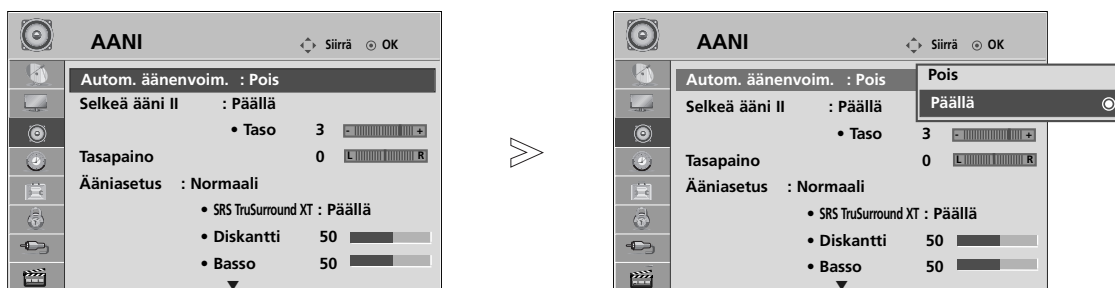 AANI
Siirrä OK
Autom. äänenvoim. : Pois
Selkeä ääni II : Päällä
• Taso 3 - +
Tasapaino 0 L R
Ääniasetus : Normaali
• SRS TruSurround XT : Päällä
• Diskantti 50
• Basso 50
AANI
Siirrä OK
Autom. äänenvoim. : Pois
Pois
Päällä
Selkeä ääni II : Päällä
• Taso 3 - +
Tasapaino 0 L R
Ääniasetus : Normaali
• SRS TruSurround XT : Päällä
• Diskantti 50
• Basso 50